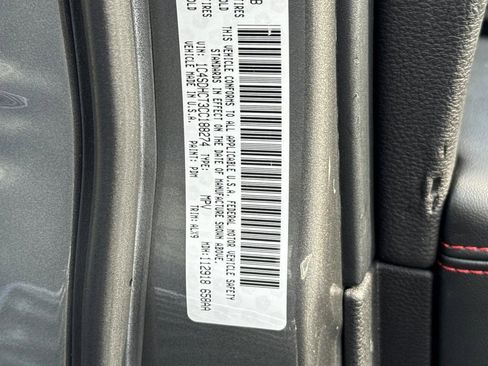 THIS VEHICLE CONFORMS TO ALL APPLICABLE U.S.A. FEDERAL MOTOR VEHICLE SAFETY
STANDARDS IN EFFECT ON THE DATE OF MANUFACTURE SHOWN ABOVE.
VIN: 1C4SDHCT3CC188274 TYPE: MPV
VEHICLE MADE IN U.S.A. PAINT: PDM TRIM: ALX9 MDH: 112918 658AA